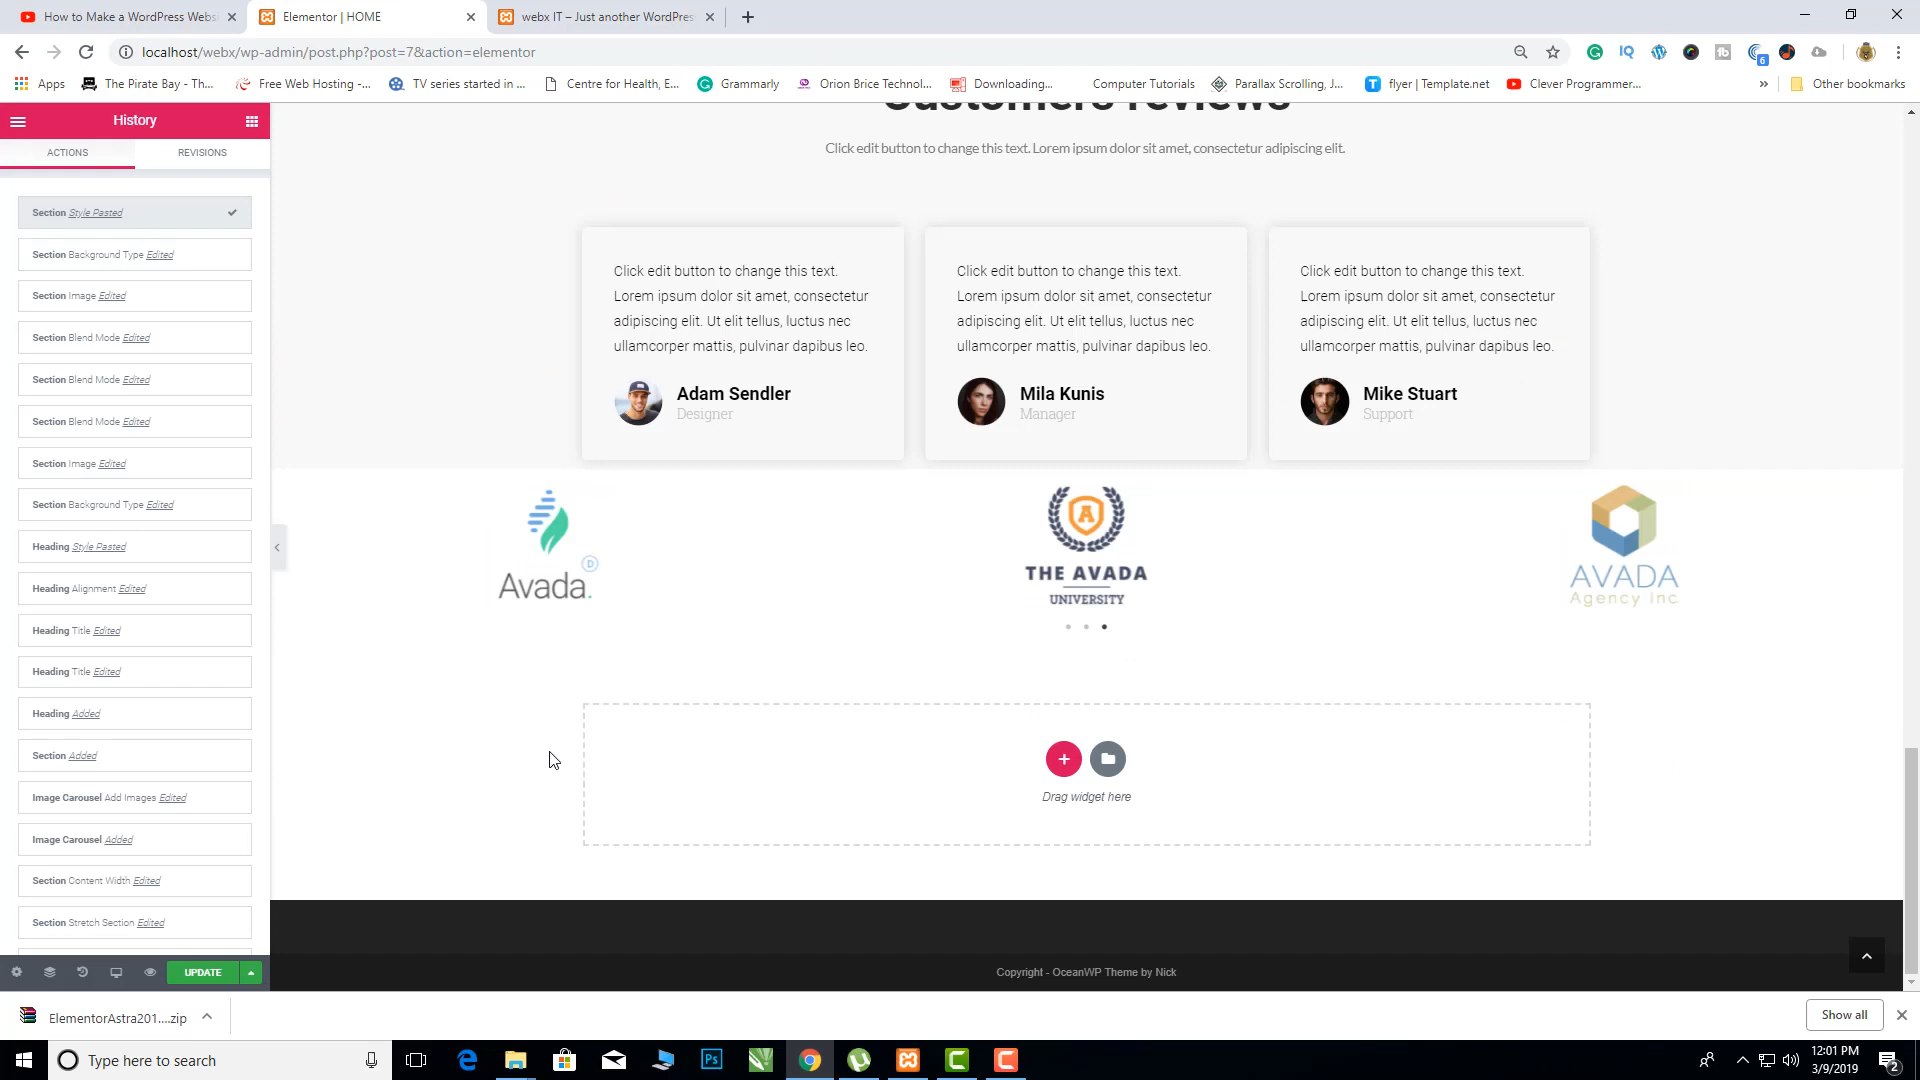 How to Make a WordPress Webs
Elementor | HOME
webx IT – Just another WordPres
localhost/webx/wp-admin/post.php?post=7&action=elementor
Apps
The Pirate Bay - Th...
Free Web Hosting -...
TV series started in ...
Centre for Health, E...
Grammarly
Orion Brice Technol...
Downloading...
Computer Tutorials
Parallax Scrolling, J...
flyer | Template.net
Clever Programmer...
»
Other bookmarks
History
ACTIONS
REVISIONS
Section Style Pasted
Section Background Type Edited
Section Image Edited
Section Blend Mode Edited
Section Blend Mode Edited
Section Blend Mode Edited
Section Image Edited
Section Background Type Edited
Heading Style Pasted
Heading Alignment Edited
Heading Title Edited
Heading Title Edited
Heading Added
Section Added
Image Carousel Add Images Edited
Image Carousel Added
Section Content Width Edited
Section Stretch Section Edited
UPDATE
Customers reviews
Click edit button to change this text. Lorem ipsum dolor sit amet, consectetur adipiscing elit.
Click edit button to change this text.
Lorem ipsum dolor sit amet, consectetur
adipiscing elit. Ut elit tellus, luctus nec
ullamcorper mattis, pulvinar dapibus leo.
Adam Sendler
Designer
Click edit button to change this text.
Lorem ipsum dolor sit amet, consectetur
adipiscing elit. Ut elit tellus, luctus nec
ullamcorper mattis, pulvinar dapibus leo.
Mila Kunis
Manager
Click edit button to change this text.
Lorem ipsum dolor sit amet, consectetur
adipiscing elit. Ut elit tellus, luctus nec
ullamcorper mattis, pulvinar dapibus leo.
Mike Stuart
Support
D
Avada.
A
THE AVADA
UNIVERSITY
AVADA
Agency Inc
Drag widget here
Copyright - OceanWP Theme by Nick
ElementorAstra201....zip
Show all
Type here to search
Ps
12:01 PM
3/9/2019
2